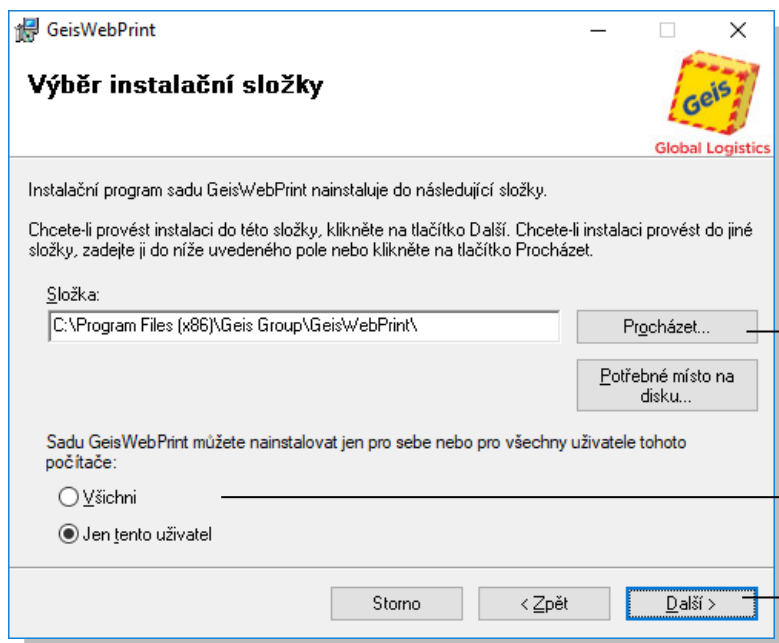 GeisWebPrint
Výběr instalační složky
Geis
Global Logistics
Instalační program sadu GeisWebPrint nainstaluje do následující složky.
Chcete-li provést instalaci do této složky, klikněte na tlačítko Další. Chcete-li instalaci provést do jiné
složky, zadejte ji do níže uvedeného pole nebo klikněte na tlačítko Procházet.
Složka:
C:\Program Files (x86)\Geis Group\GeisWebPrint\
Procházet...
Potřebné místo na
disku...
Sadu GeisWebPrint můžete nainstalovat jen pro sebe nebo pro všechny uživatele tohoto
počítače:
Všichni
Jen tento uživatel
Storno
< Zpět
Další >